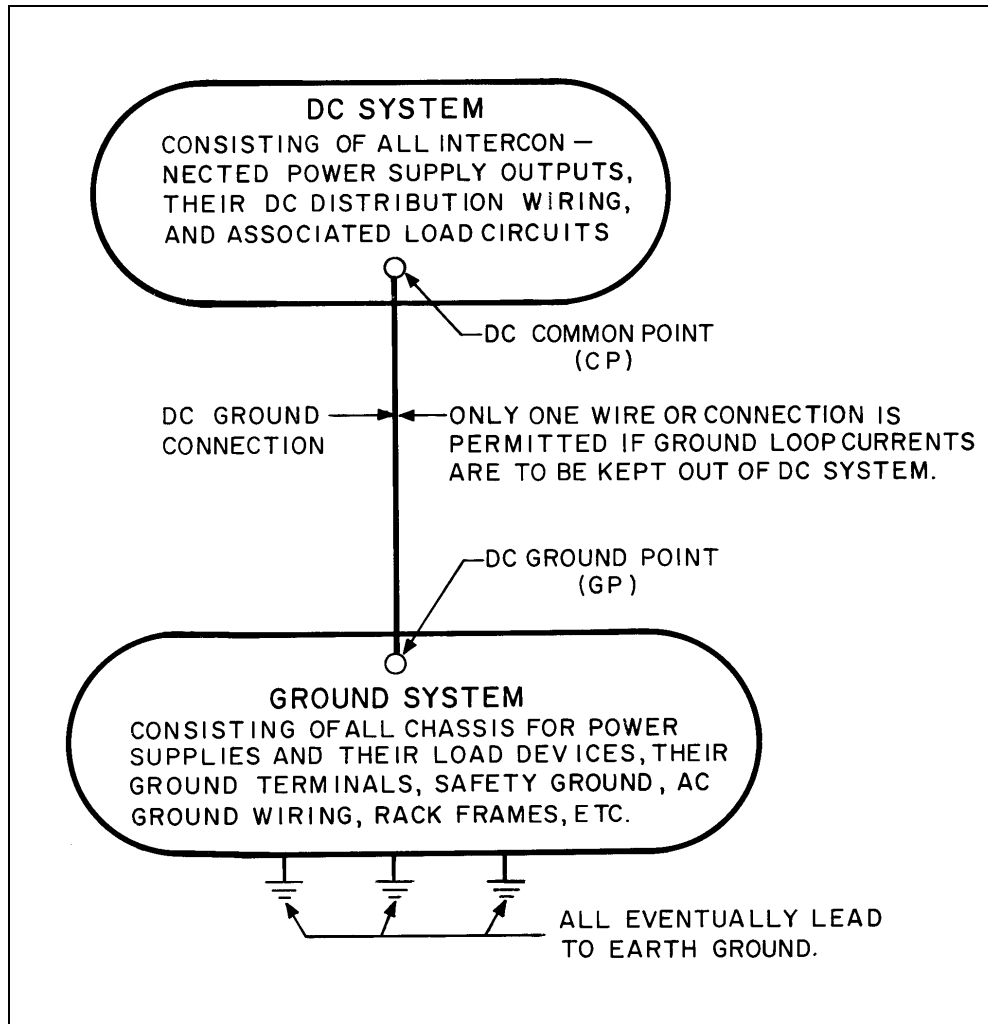 DC SYSTEM
CONSISTING OF ALL INTERCON –
NECTED POWER SUPPLY OUTPUTS,
THEIR DC DISTRIBUTION WIRING,
AND ASSOCIATED LOAD CIRCUITS
DC COMMON POINT
(CP)
DC GROUND
CONNECTION
ONLY ONE WIRE OR CONNECTION IS
PERMITTED IF GROUND LOOP CURRENTS
ARE TO BE KEPT OUT OF DC SYSTEM.
DC GROUND POINT
(GP)
GROUND SYSTEM
CONSISTING OF ALL CHASSIS FOR POWER
SUPPLIES AND THEIR LOAD DEVICES, THEIR
GROUND TERMINALS, SAFETY GROUND, AC
GROUND WIRING, RACK FRAMES, ETC.
ALL EVENTUALLY LEAD
TO EARTH GROUND.